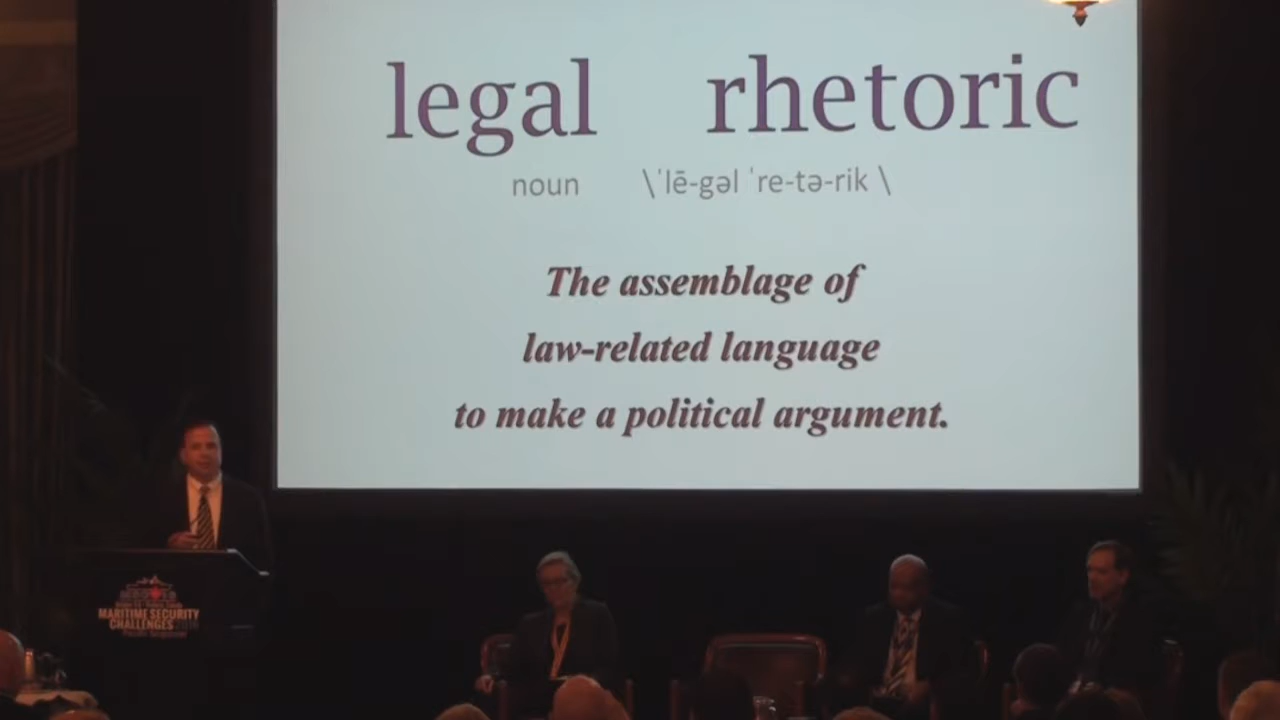 legal rhetoric
noun \ˈlē-gəl ˈre-tə-rik \
The assemblage of
law-related language
to make a political argument.
MARITIME SECURITY
CHALLENGES